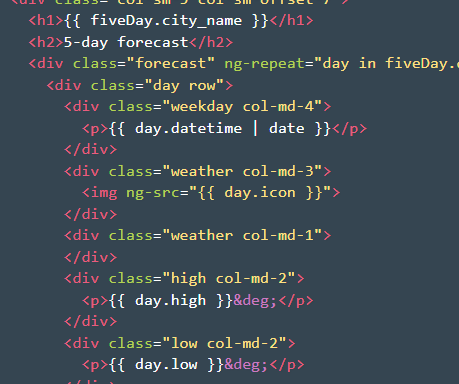 <h1>{{ fiveDay.city_name }}</h1>
<h2>5-day forecast</h2>
<div class="forecast" ng-repeat="day in fiveDay.
<div class="day row">
<div class="weekday col-md-4">
<p>{{ day.datetime | date }}</p>
</div>
<div class="weather col-md-3">
<img ng-src="{{ day.icon }}">
</div>
<div class="weather col-md-1">
</div>
<div class="high col-md-2">
<p>{{ day.high }}&deg;</p>
</div>
<div class="low col-md-2">
<p>{{ day.low }}&deg;</p>